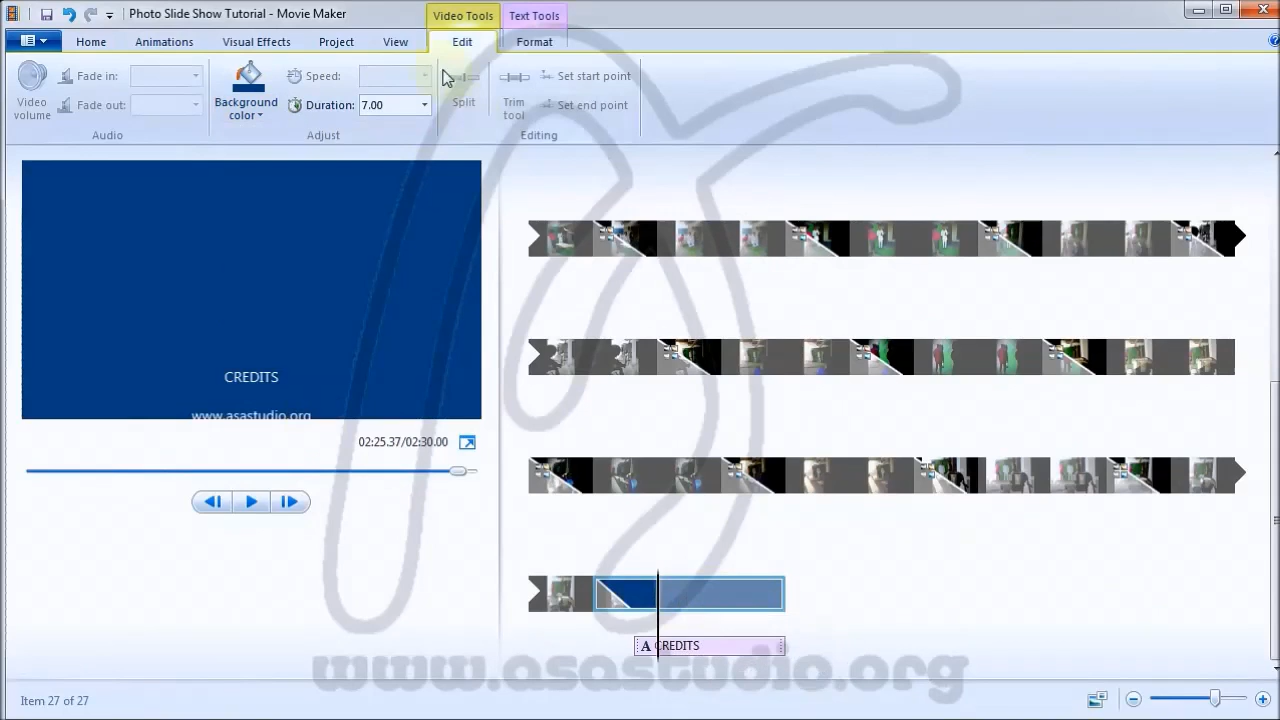 Photo Slide Show Tutorial - Movie Maker
Video Tools
Text Tools
Home
Animations
Visual Effects
Project
View
Edit
Format
Video volume
Fade in:
Fade out:
Audio
Background color
Speed:
Duration: 7.00
Adjust
Split
Trim tool
Set start point
Set end point
Editing
CREDITS
www.asastudio.org
02:25.37/02:30.00
A CREDITS
www.asastudio.org
Item 27 of 27